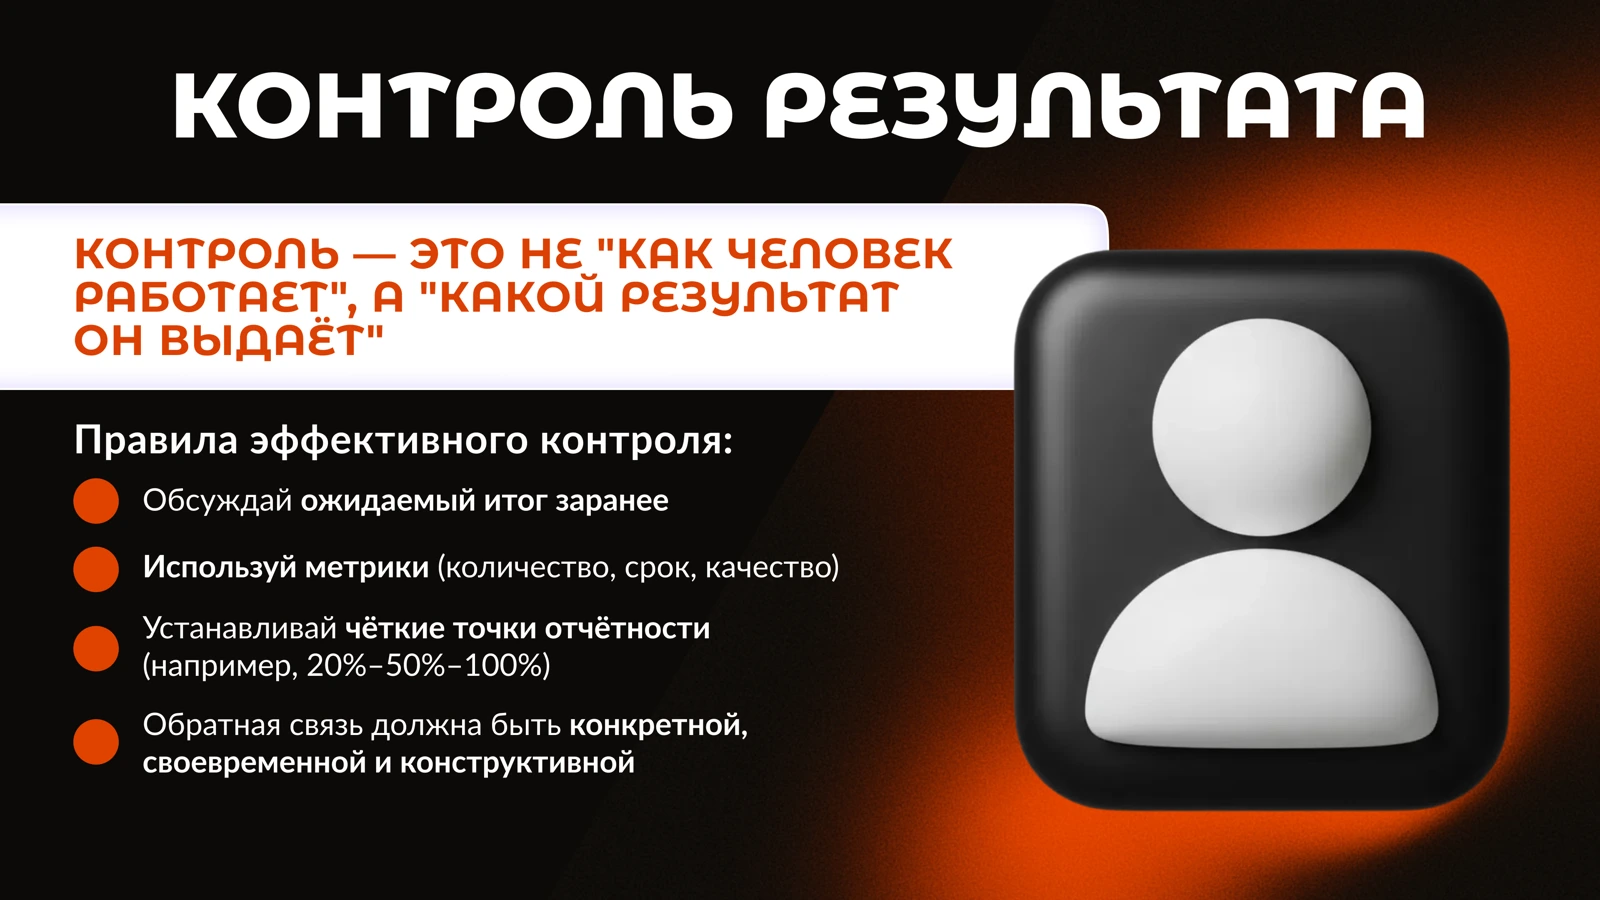 КОНТРОЛЬ РЕЗУЛЬТАТА
КОНТРОЛЬ — ЭТО НЕ "КАК ЧЕЛОВЕК
РАБОТАЕТ", А "КАКОЙ РЕЗУЛЬТАТ
ОН ВЫДАЁТ"
Правила эффективного контроля:
Обсуждай ожидаемый итог заранее
Используй метрики (количество, срок, качество)
Устанавливай чёткие точки отчётности
(например, 20%–50%–100%)
Обратная связь должна быть конкретной,
своевременной и конструктивной